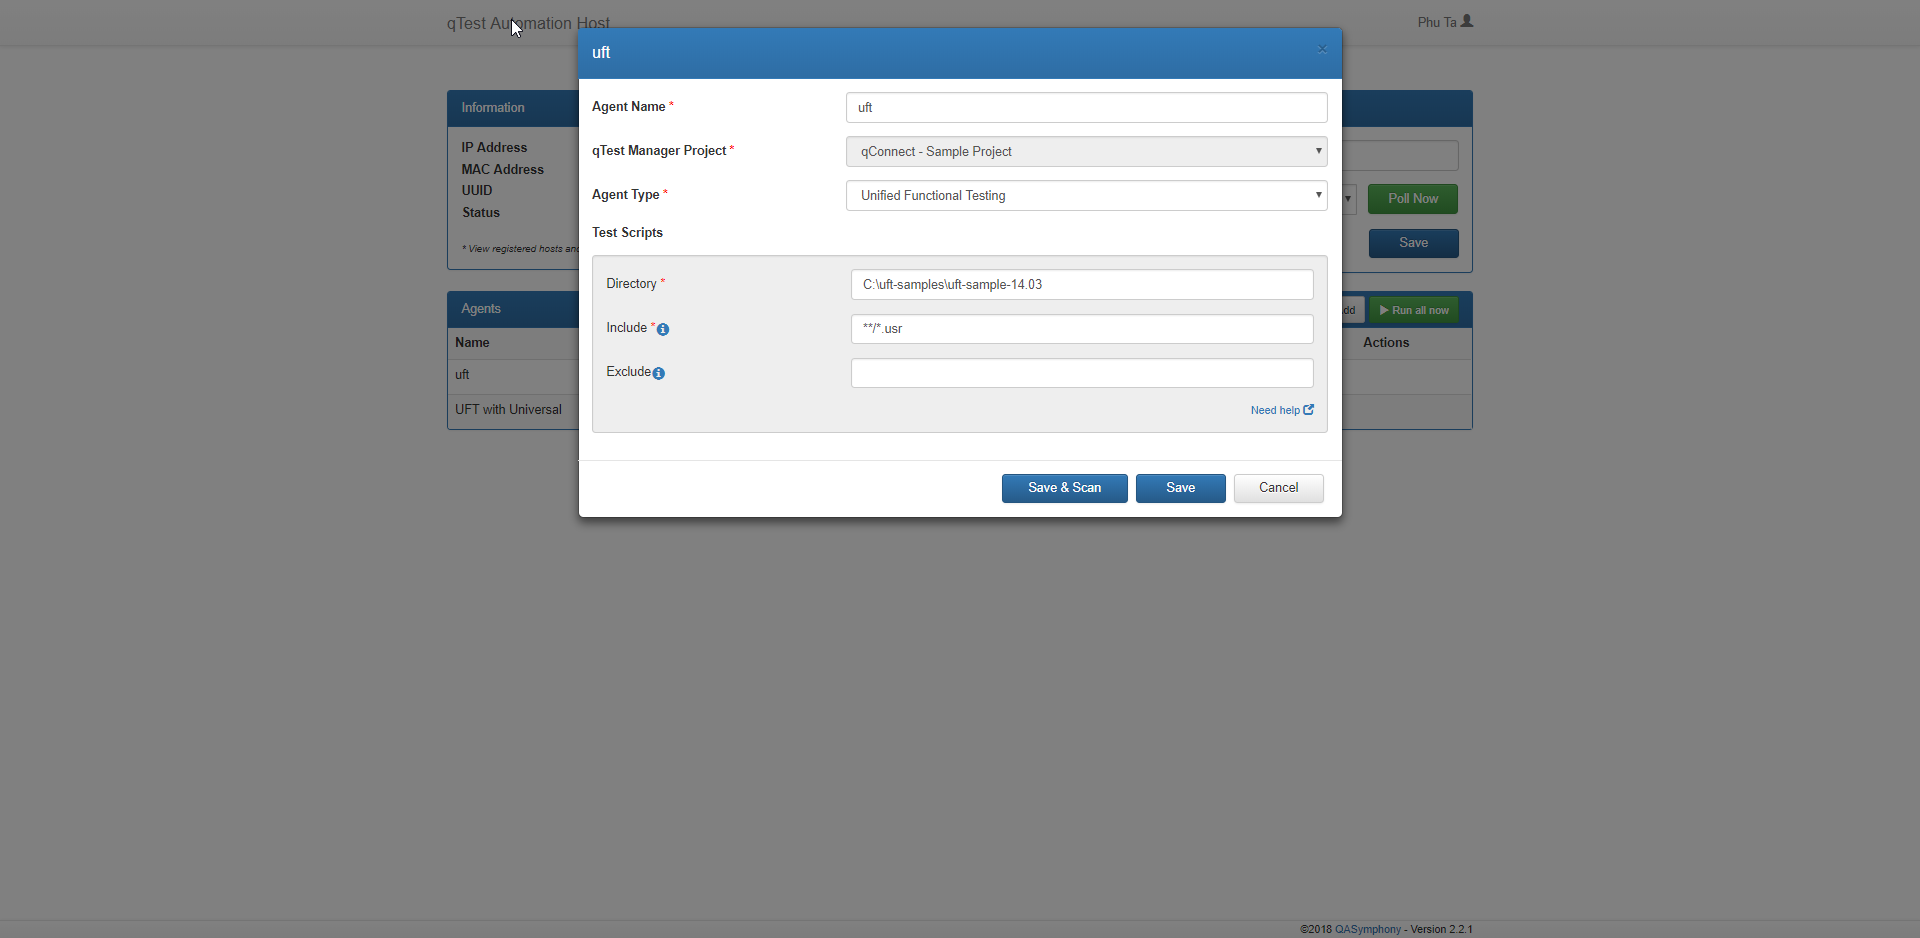 qTest Automation Host
Phu Ta
uft
×
Agent Name *
uft
qTest Manager Project *
qConnect - Sample Project
Agent Type *
Unified Functional Testing
Test Scripts
Directory *
C:\uft-samples\uft-sample-14.03
Include *
**/*.usr
Exclude
Need help
Save & Scan
Save
Cancel
Information
IP Address
MAC Address
UUID
Status
* View registered hosts and
Poll Now
Save
Agents
Run all now
Name
Actions
uft
UFT with Universal
©2018 QASymphony - Version 2.2.1